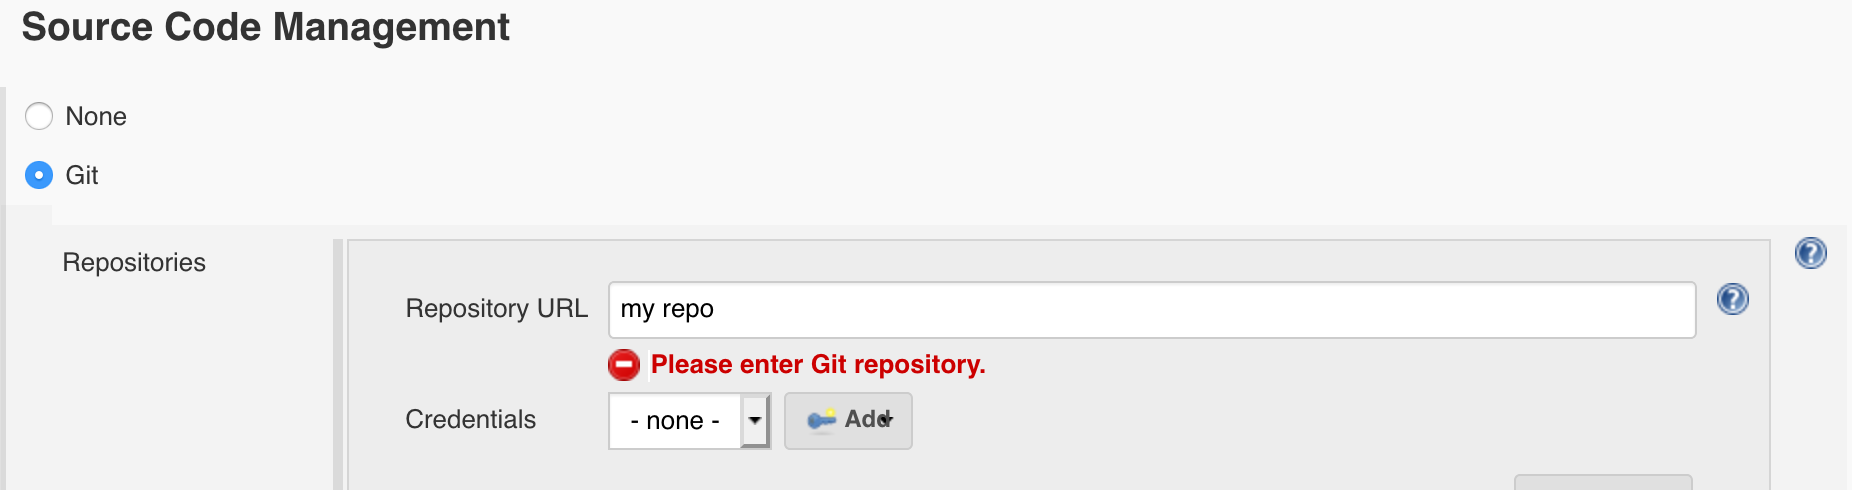 Source Code Management
None
Git
Repositories
?
Repository URL my repo ?
Please enter Git repository.
Credentials - none - Add